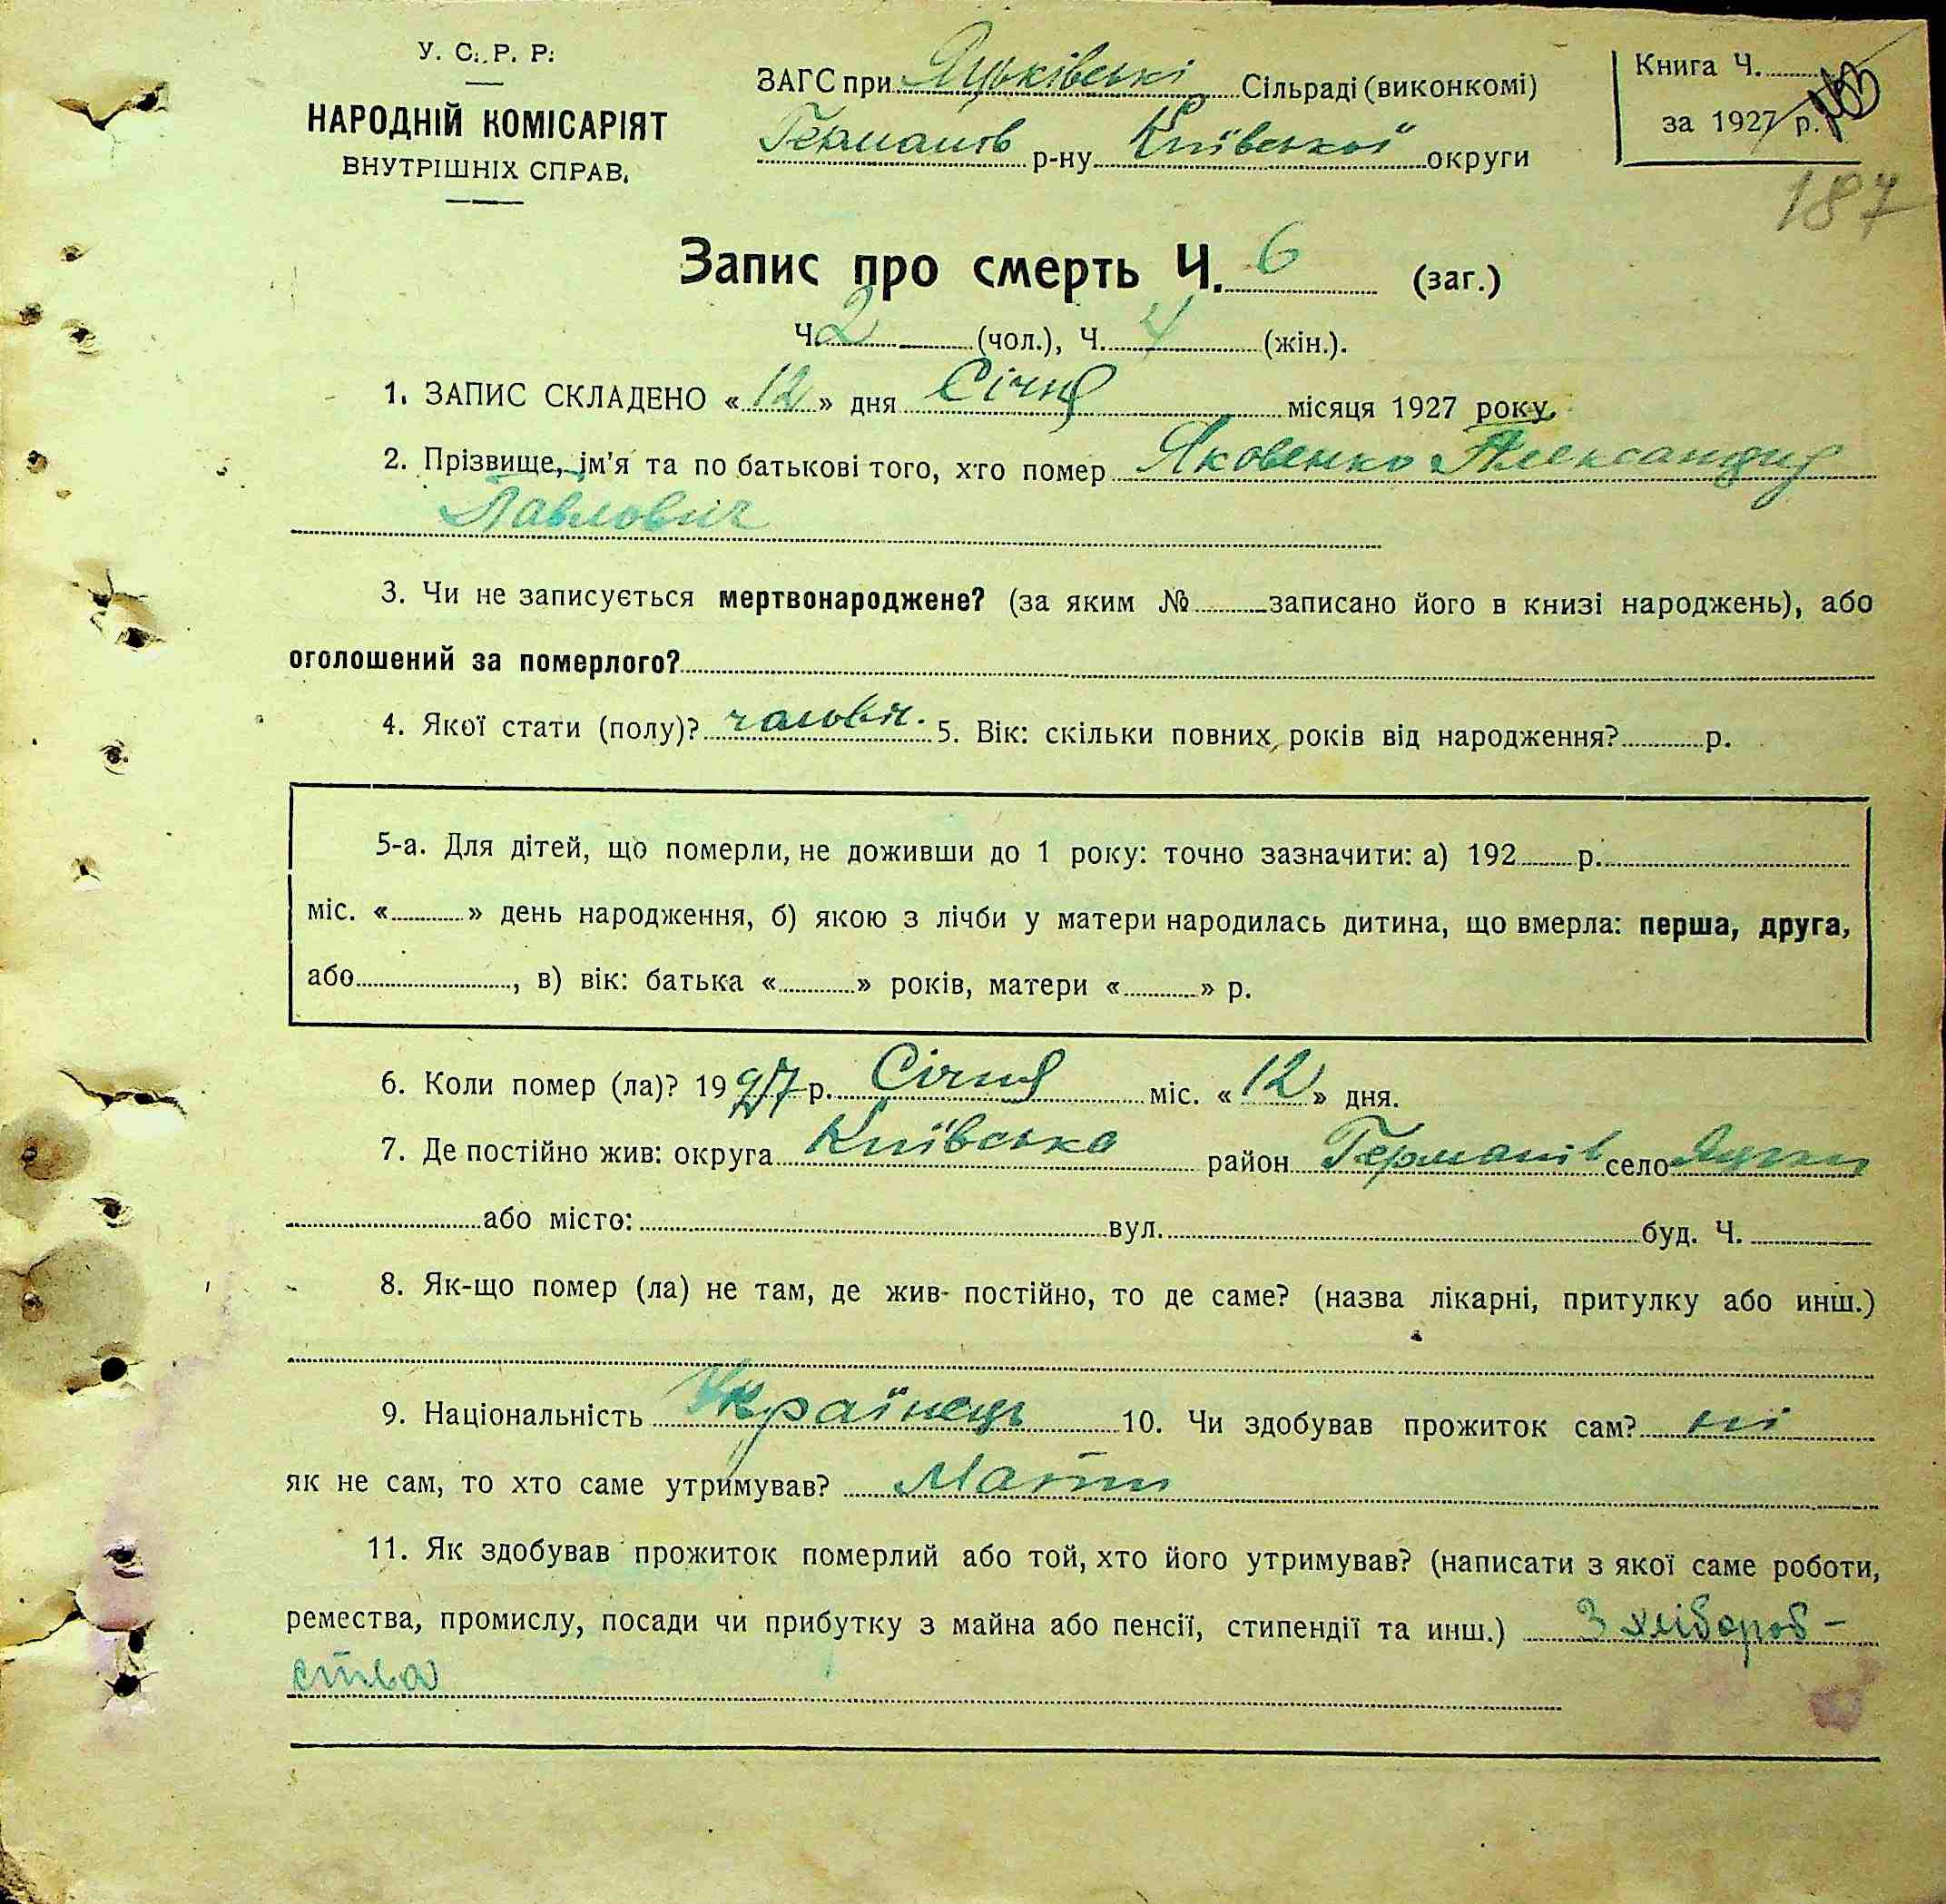 У. С. Р. Р.
НАРОДНІЙ КОМІСАРІЯТ
ВНУТРІШНІХ СПРАВ.
ЗАГС при Яцьківські Сільраді (виконкомі)
Германов р-ну Київської округи
Книга Ч.
за 1927 р.
187
Запис про смерть Ч. 6 (заг.)
Ч. 2 (чол.), Ч. 4 (жін.).
1. ЗАПИС СКЛАДЕНО «12» дня Січня місяця 1927 року.
2. Прізвище, ім'я та по батькові того, хто помер Яковенко Александр
Павлович
3. Чи не записується мертвонароджене? (за яким № записано його в книзі народжень), або
оголошений за померлого?
4. Якої стати (полу)? чоловіч. 5. Вік: скільки повних років від народження? р.
5-а. Для дітей, що померли, не доживши до 1 року: точно зазначити: а) 192 р.
міс. « » день народження, б) якою з лічби у матери народилась дитина, що вмерла: перша, друга,
або , в) вік: батька « » років, матери « » р.
6. Коли помер (ла)? 1927 р. Січня міс. «12» дня.
7. Де постійно жив: округа Київська район Германів село Яцьки
або місто: вул. буд. Ч.
8. Як-що помер (ла) не там, де жив постійно, то де саме? (назва лікарні, притулку або инш.)
9. Національність Українець 10. Чи здобував прожиток сам? ні
як не сам, то хто саме утримував? Мати
11. Як здобував прожиток померлий або той, хто його утримував? (написати з якої саме роботи,
ремества, промислу, посади чи прибутку з майна або пенсії, стипендії та инш.) З хлібороб-
ства